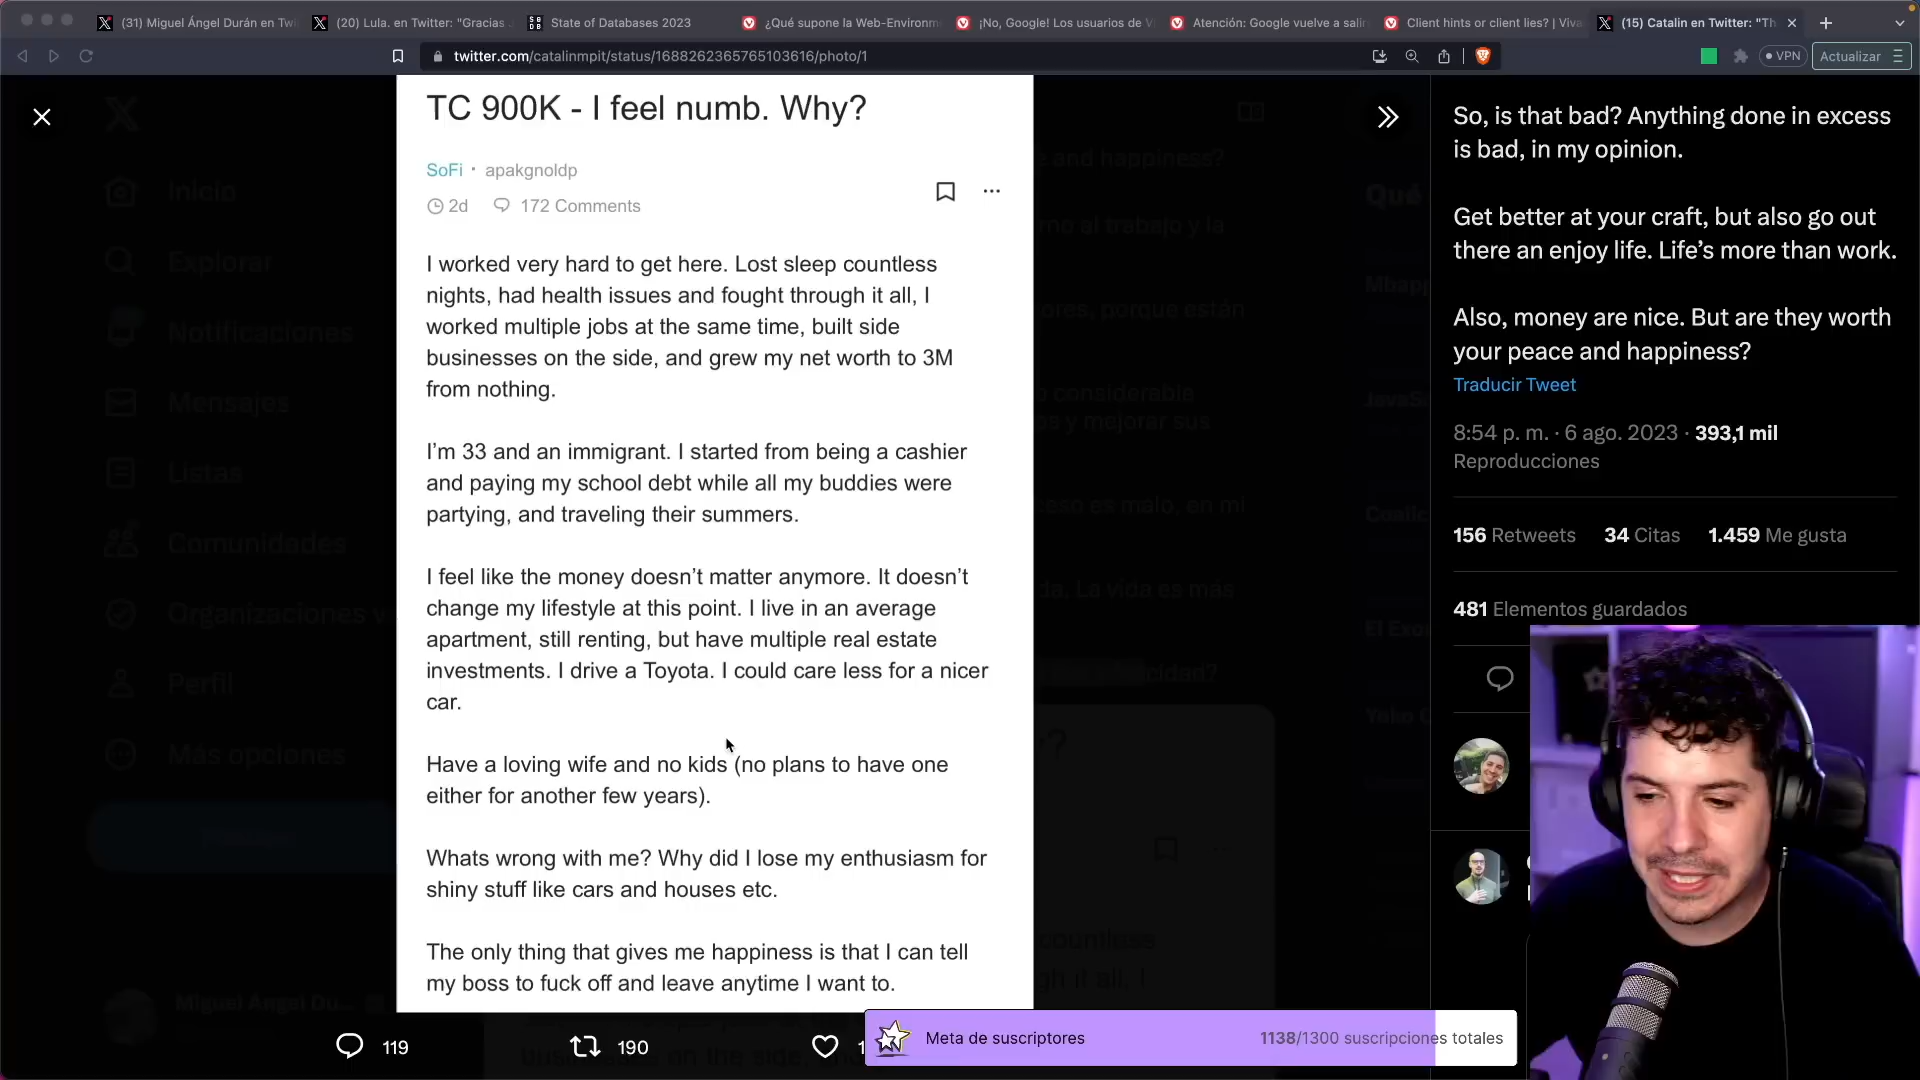 (31) Miguel Ángel Durán en Twi
(20) Lula. en Twitter: "Gracias
State of Databases 2023
¿Qué supone la Web-Environm
¡No, Google! Los usuarios de Vi
Atención: Google vuelve a salir
Client hints or client lies? | Viva
(15) Catalin en Twitter: "Th
twitter.com/catalinmpit/status/1688262365765103616/photo/1
VPN
Actualizar
TC 900K - I feel numb. Why?
SoFi · apakgnoldp
2d 172 Comments
I worked very hard to get here. Lost sleep countless
nights, had health issues and fought through it all, I
worked multiple jobs at the same time, built side
businesses on the side, and grew my net worth to 3M
from nothing.
I'm 33 and an immigrant. I started from being a cashier
and paying my school debt while all my buddies were
partying, and traveling their summers.
I feel like the money doesn't matter anymore. It doesn't
change my lifestyle at this point. I live in an average
apartment, still renting, but have multiple real estate
investments. I drive a Toyota. I could care less for a nicer
car.
Have a loving wife and no kids (no plans to have one
either for another few years).
Whats wrong with me? Why did I lose my enthusiasm for
shiny stuff like cars and houses etc.
The only thing that gives me happiness is that I can tell
my boss to fuck off and leave anytime I want to.
119
190
Inicio
Explorar
Notificaciones
Mensajes
Listas
Comunidades
Organizaciones
Perfil
Más opciones
Miguel Ángel Du...
So, is that bad? Anything done in excess
is bad, in my opinion.
Get better at your craft, but also go out
there an enjoy life. Life's more than work.
Also, money are nice. But are they worth
your peace and happiness?
Traducir Tweet
8:54 p. m. · 6 ago. 2023 · 393,1 mil
Reproducciones
156 Retweets 34 Citas 1.459 Me gusta
481 Elementos guardados
Meta de suscriptores
1138/1300 suscripciones totales